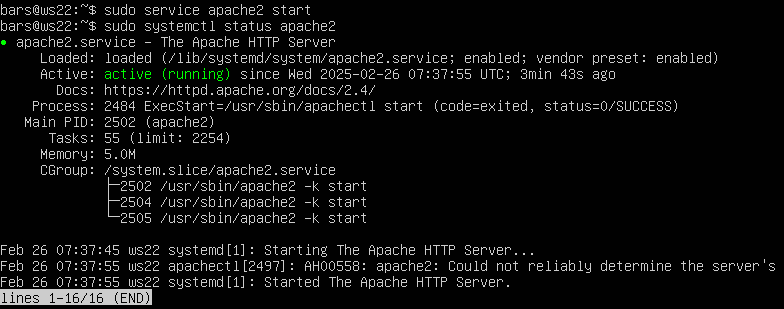 bars@ws22:~$ sudo service apache2 start
bars@ws22:~$ sudo systemctl status apache2
● apache2.service – The Apache HTTP Server
Loaded: loaded (/lib/systemd/system/apache2.service; enabled; vendor preset: enabled)
Active: active (running) since Wed 2025-02-26 07:37:55 UTC; 3min 43s ago
Docs: https://httpd.apache.org/docs/2.4/
Process: 2484 ExecStart=/usr/sbin/apachectl start (code=exited, status=0/SUCCESS)
Main PID: 2502 (apache2)
Tasks: 55 (limit: 2254)
Memory: 5.0M
CGroup: /system.slice/apache2.service
├─2502 /usr/sbin/apache2 -k start
├─2504 /usr/sbin/apache2 -k start
└─2505 /usr/sbin/apache2 -k start
Feb 26 07:37:45 ws22 systemd[1]: Starting The Apache HTTP Server...
Feb 26 07:37:55 ws22 apachectl[2497]: AH00558: apache2: Could not reliably determine the server's
Feb 26 07:37:55 ws22 systemd[1]: Started The Apache HTTP Server.
lines 1-16/16 (END)